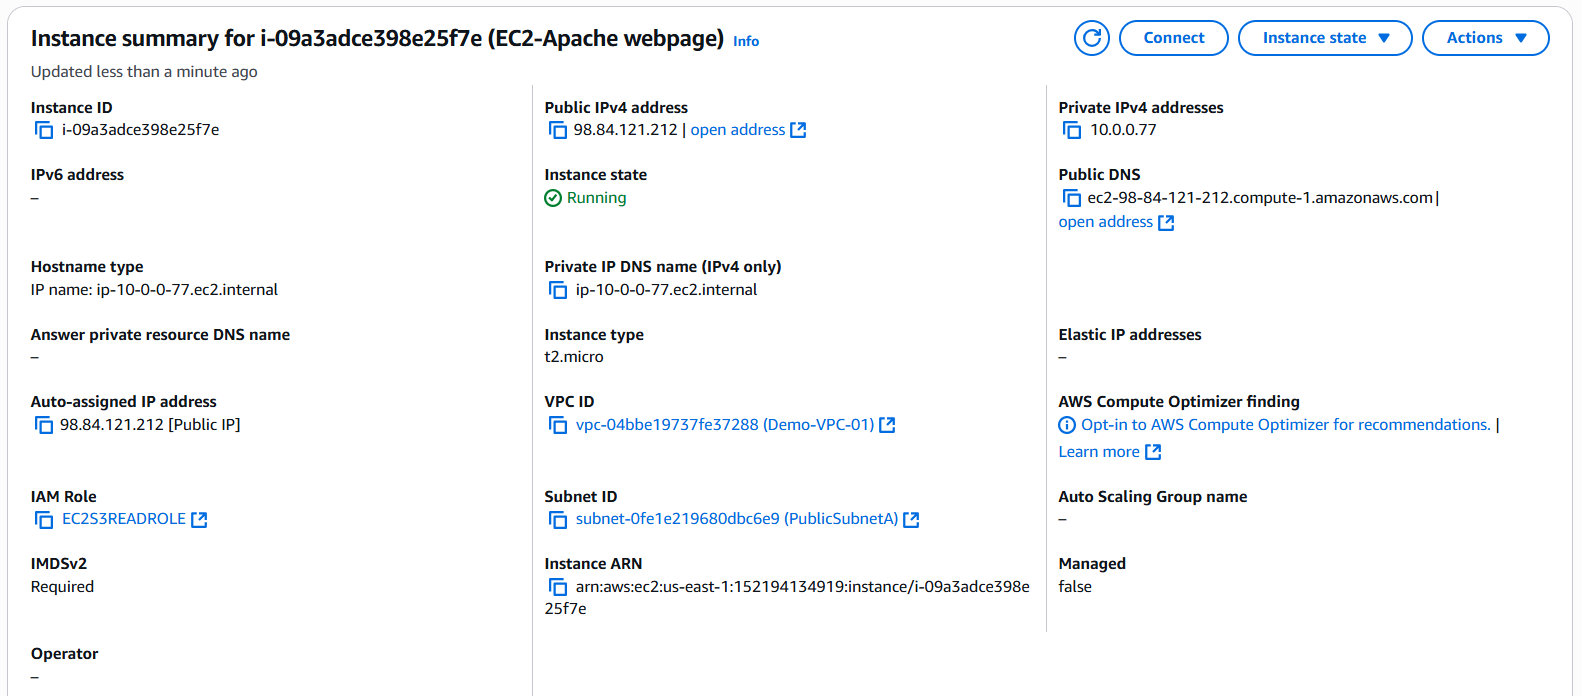 Instance summary for i-09a3adce398e25f7e (EC2-Apache webpage) Info
Connect
Instance state
Actions
Updated less than a minute ago
Instance ID
i-09a3adce398e25f7e
Public IPv4 address
98.84.121.212 | open address
Private IPv4 addresses
10.0.0.77
IPv6 address
–
Instance state
Running
Public DNS
ec2-98-84-121-212.compute-1.amazonaws.com |
open address
Hostname type
IP name: ip-10-0-0-77.ec2.internal
Private IP DNS name (IPv4 only)
ip-10-0-0-77.ec2.internal
Answer private resource DNS name
–
Instance type
t2.micro
Elastic IP addresses
–
Auto-assigned IP address
98.84.121.212 [Public IP]
VPC ID
vpc-04bbe19737fe37288 (Demo-VPC-01)
AWS Compute Optimizer finding
Opt-in to AWS Compute Optimizer for recommendations. |
Learn more
IAM Role
EC2S3READROLE
Subnet ID
subnet-0fe1e219680dbc6e9 (PublicSubnetA)
Auto Scaling Group name
–
IMDSv2
Required
Instance ARN
arn:aws:ec2:us-east-1:152194134919:instance/i-09a3adce398e
25f7e
Managed
false
Operator
–